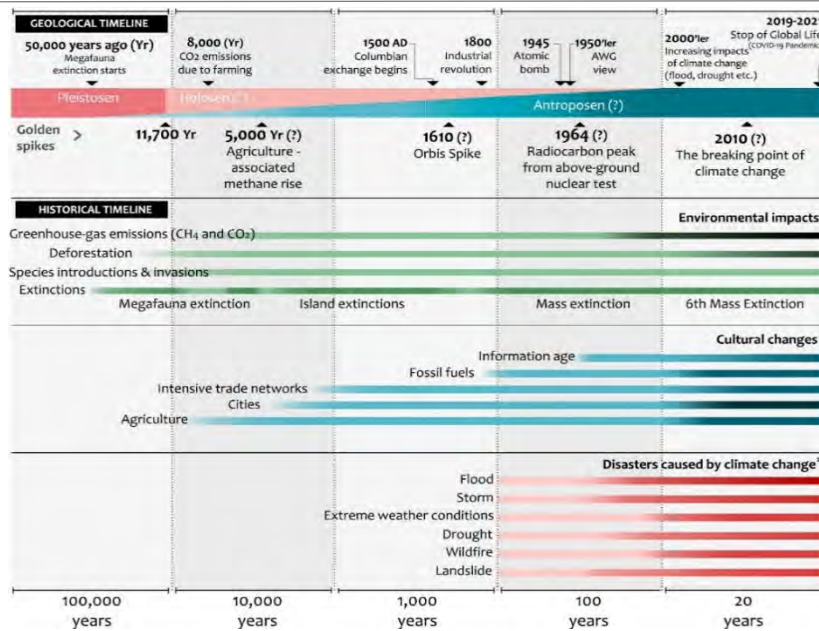 GEOLOGICAL TIMELINE
50,000 years ago (Yr)
Megafauna
extinction starts
8,000 (Yr)
CO2 emissions
due to farming
1500 AD
Columbian
exchange begins
1800
Industrial
revolution
1945
Atomic
bomb
1950'ler
AWG
view
2000'ler
Increasing impacts
of climate change
(flood, drought etc.)
2019-202
Stop of Global Life
(COVID-19 Pandemic
Pleistosen
Antroposen (?)
Golden
spikes >
11,700 Yr
5,000 Yr (?)
Agriculture -
associated
methane rise
1610 (?)
Orbis Spike
1964 (?)
Radiocarbon peak
from above-ground
nuclear test
2010 (?)
The breaking point of
climate change
HISTORICAL TIMELINE
Environmental impacts
Greenhouse-gas emissions (CH4 and CO2)
Deforestation
Species introductions & invasions
Extinctions
Megafauna extinction
Island extinctions
Mass extinction
6th Mass Extinction
Cultural changes
Information age
Fossil fuels
Intensive trade networks
Cities
Agriculture
Disasters caused by climate change
Flood
Storm
Extreme weather conditions
Drought
Wildfire
Landslide
100,000
years
10,000
years
1,000
years
100
years
20
years